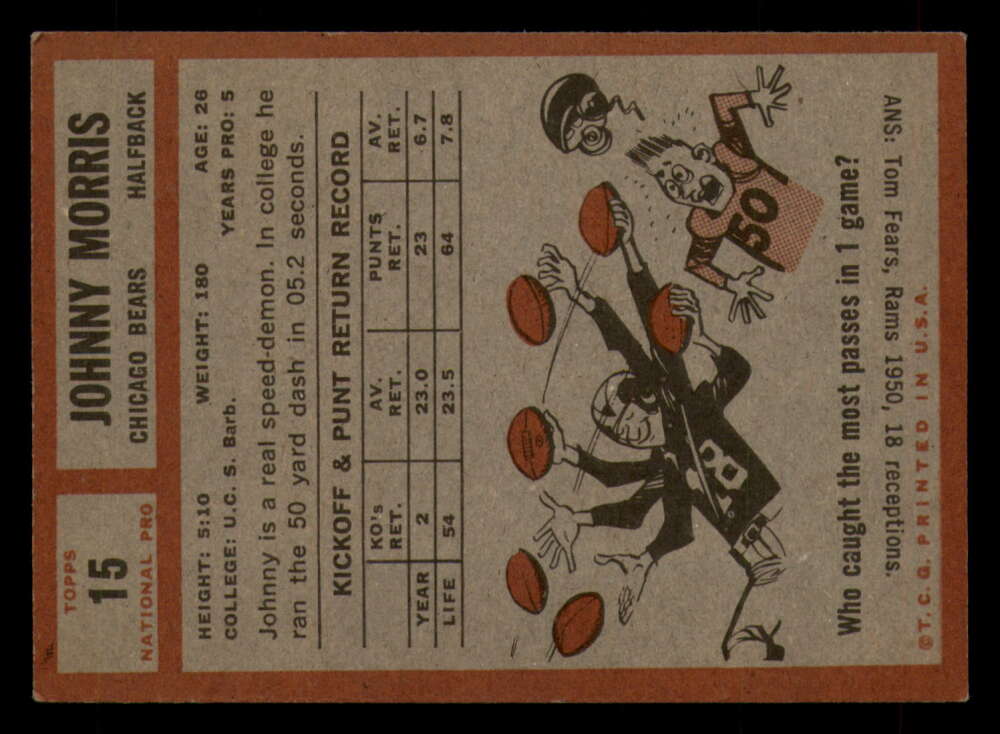 TOPPS
15
NATIONAL PRO
JOHNNY MORRIS
CHICAGO BEARS HALFBACK
HEIGHT: 5:10 WEIGHT: 180 AGE: 26
COLLEGE: U.C. S. Barb. YEARS PRO: 5
Johnny is a real speed-demon. In college he
ran the 50 yard dash in 05.2 seconds.
KICKOFF & PUNT RETURN RECORD
KO's AV. PUNTS AV.
RET. RET. RET. RET.
YEAR 2 23.0 23 6.7
LIFE 54 23.5 64 7.8
88
50
Who caught the most passes in 1 game?
ANS: Tom Fears, Rams 1950, 18 receptions.
©T.C.G. PRINTED IN U.S.A.